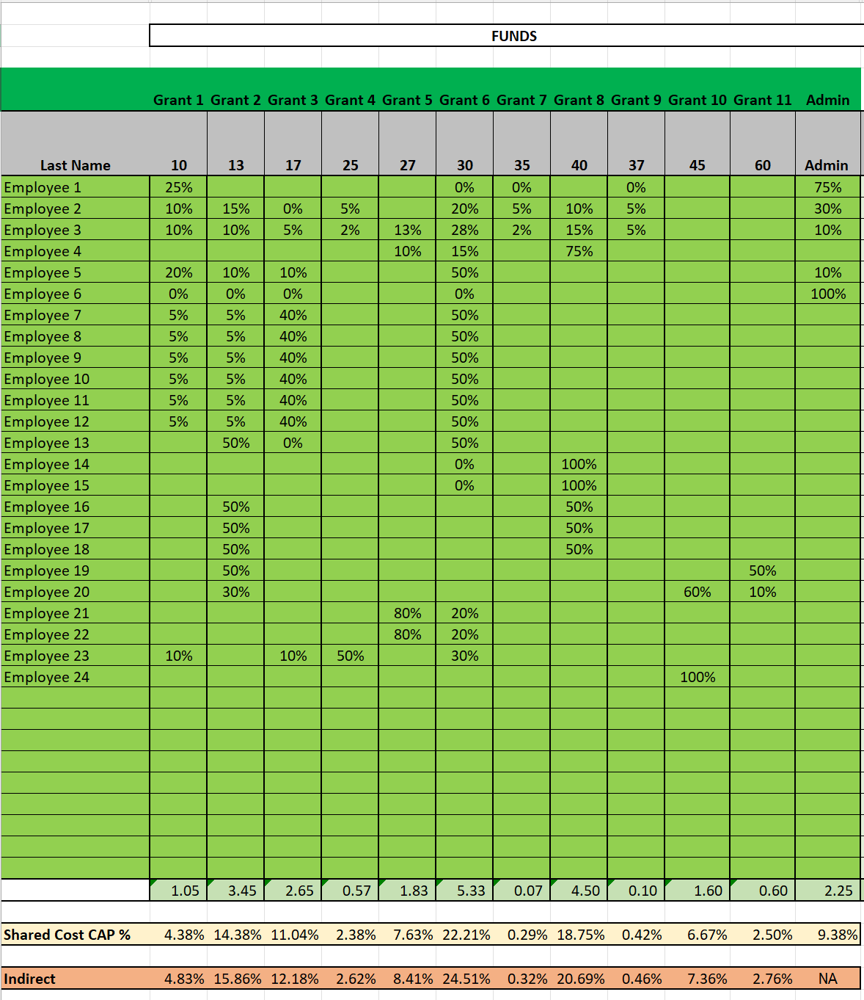 FUNDS
Grant 1 Grant 2 Grant 3 Grant 4 Grant 5 Grant 6 Grant 7 Grant 8 Grant 9 Grant 10 Grant 11 Admin
Last Name 10 13 17 25 27 30 35 40 37 45 60 Admin
Employee 1 25% 0% 0% 0% 75%
Employee 2 10% 15% 0% 5% 20% 5% 10% 5% 30%
Employee 3 10% 10% 5% 2% 13% 28% 2% 15% 5% 10%
Employee 4 10% 15% 75%
Employee 5 20% 10% 10% 50% 10%
Employee 6 0% 0% 0% 0% 100%
Employee 7 5% 5% 40% 50%
Employee 8 5% 5% 40% 50%
Employee 9 5% 5% 40% 50%
Employee 10 5% 5% 40% 50%
Employee 11 5% 5% 40% 50%
Employee 12 5% 5% 40% 50%
Employee 13 50% 0% 50%
Employee 14 0% 100%
Employee 15 0% 100%
Employee 16 50% 50%
Employee 17 50% 50%
Employee 18 50% 50%
Employee 19 50% 50%
Employee 20 30% 60% 10%
Employee 21 80% 20%
Employee 22 80% 20%
Employee 23 10% 10% 50% 30%
Employee 24 100%
1.05 3.45 2.65 0.57 1.83 5.33 0.07 4.50 0.10 1.60 0.60 2.25
Shared Cost CAP % 4.38% 14.38% 11.04% 2.38% 7.63% 22.21% 0.29% 18.75% 0.42% 6.67% 2.50% 9.38%
Indirect 4.83% 15.86% 12.18% 2.62% 8.41% 24.51% 0.32% 20.69% 0.46% 7.36% 2.76% NA